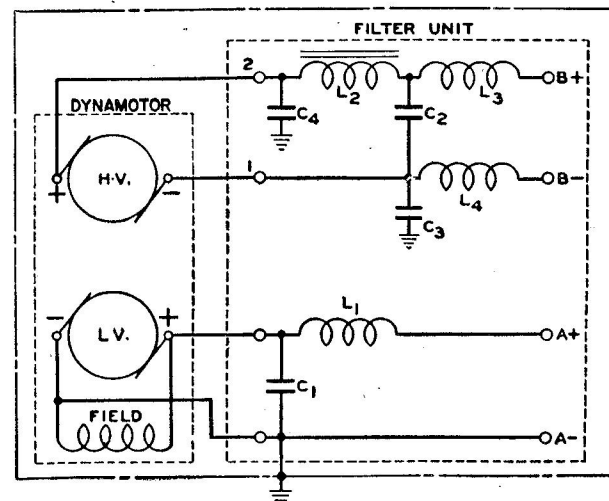 FILTER UNIT
2
L2
L3
B+
DYNAMOTOR
C4
C2
H.V.
+
−
1
L4
B−
C3
−
+
L.V.
L1
A+
C1
FIELD
A−